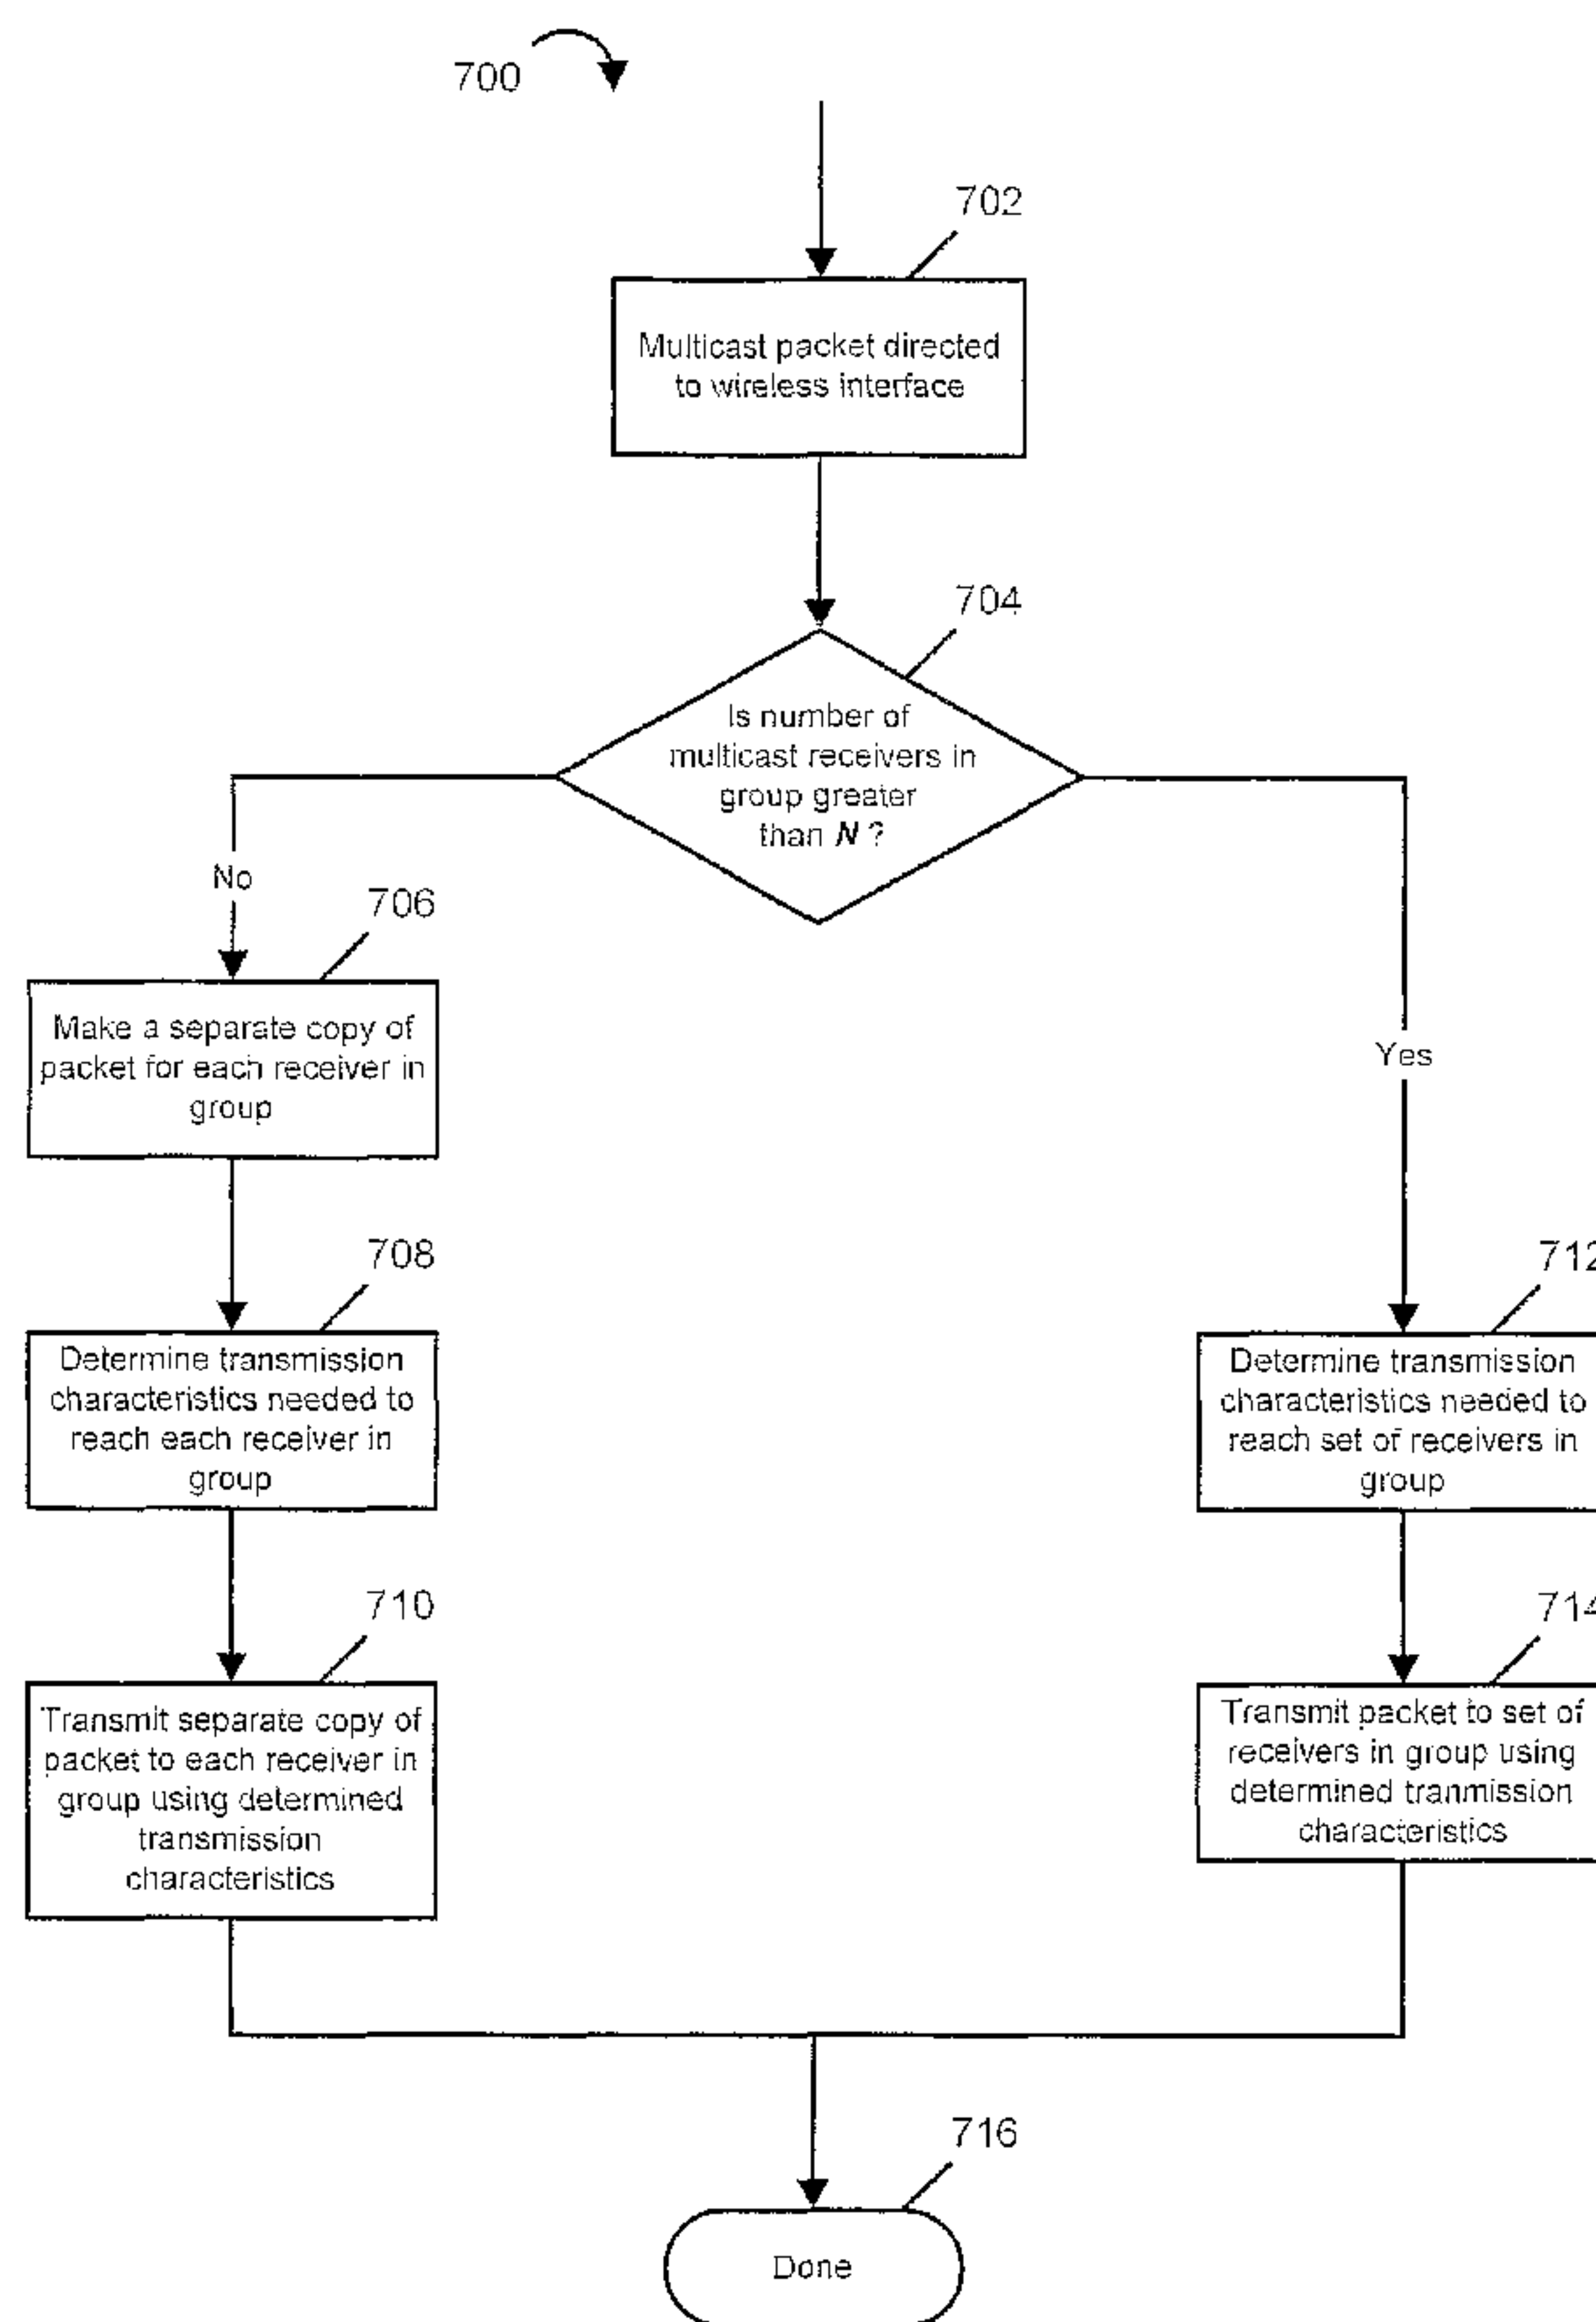 700
702
Multicast packet directed
to wireless interface
704
Is number of
multicast receivers in
group greater
than N ?
No
706
Make a separate copy of
packet for each receiver in
group
Yes
708
Determine transmission
characteristics needed to
reach each receiver in
group
712
Determine transmission
characteristics needed to
reach set of receivers in
group
710
Transmit separate copy of
packet to each receiver in
group using determined
transmission
characteristics
714
Transmit packet to set of
receivers in group using
determined tranmission
characteristics
716
Done